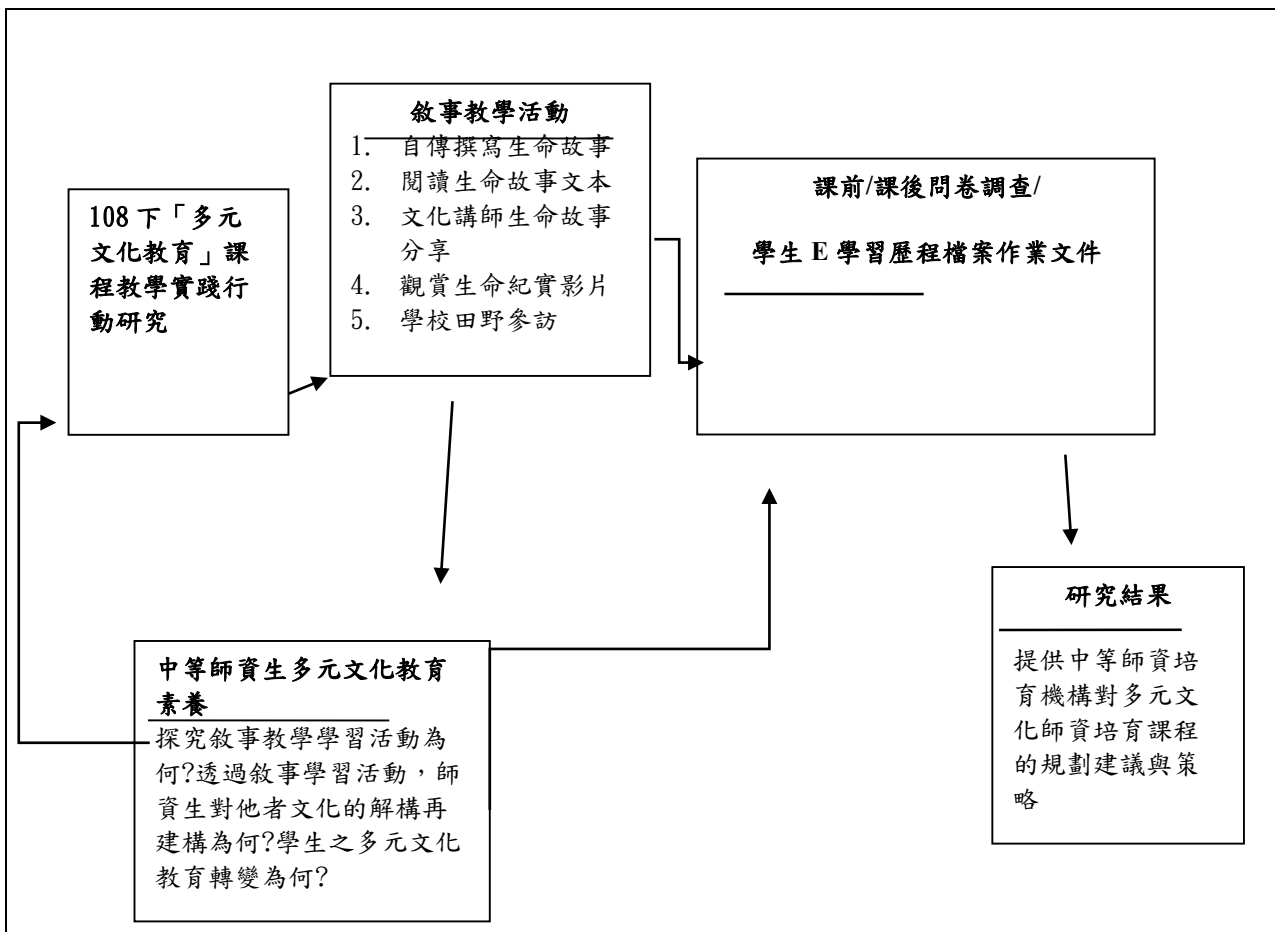 敘事教學活動
1. 自傳撰寫生命故事
2. 閱讀生命故事文本
3. 文化講師生命故事
分享
4. 觀賞生命紀實影片
5. 學校田野參訪
108 下「多元
文化教育」課
程教學實踐行
動研究
課前/課後問卷調查/
學生 E 學習歷程檔案作業文件
中等師資生多元文化教育
素養
探究敘事教學學習活動為
何?透過敘事學習活動，師
資生對他者文化的解構再
建構為何?學生之多元文化
教育轉變為何?
研究結果
提供中等師資培
育機構對多元文
化師資培育課程
的規劃建議與策
略